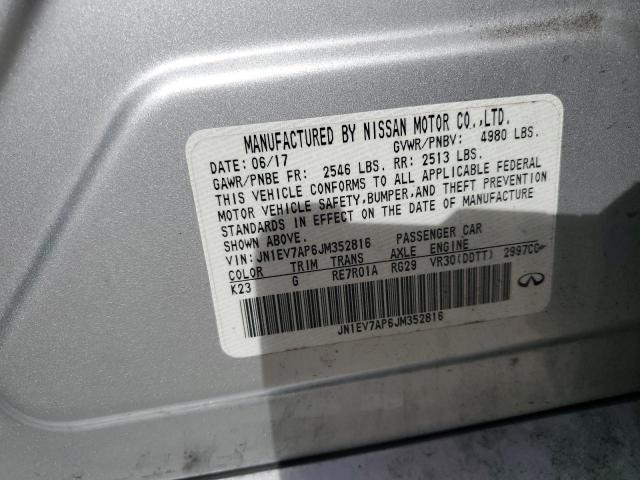 MANUFACTURED BY NISSAN MOTOR CO.,LTD.
DATE: 06/17 GVWR/PNBV: 4980 LBS.
GAWR/PNBE FR: 2546 LBS. RR: 2513 LBS.
THIS VEHICLE CONFORMS TO ALL APPLICABLE FEDERAL
MOTOR VEHICLE SAFETY,BUMPER,AND THEFT PREVENTION
STANDARDS IN EFFECT ON THE DATE OF MANUFACTURE
SHOWN ABOVE.
VIN: JN1EV7AP6JM352816 PASSENGER CAR
COLOR TRIM TRANS AXLE ENGINE
K23 G RE7R01A RG29 VR30(DDTT) 2997CC
JN1EV7AP6JM352816